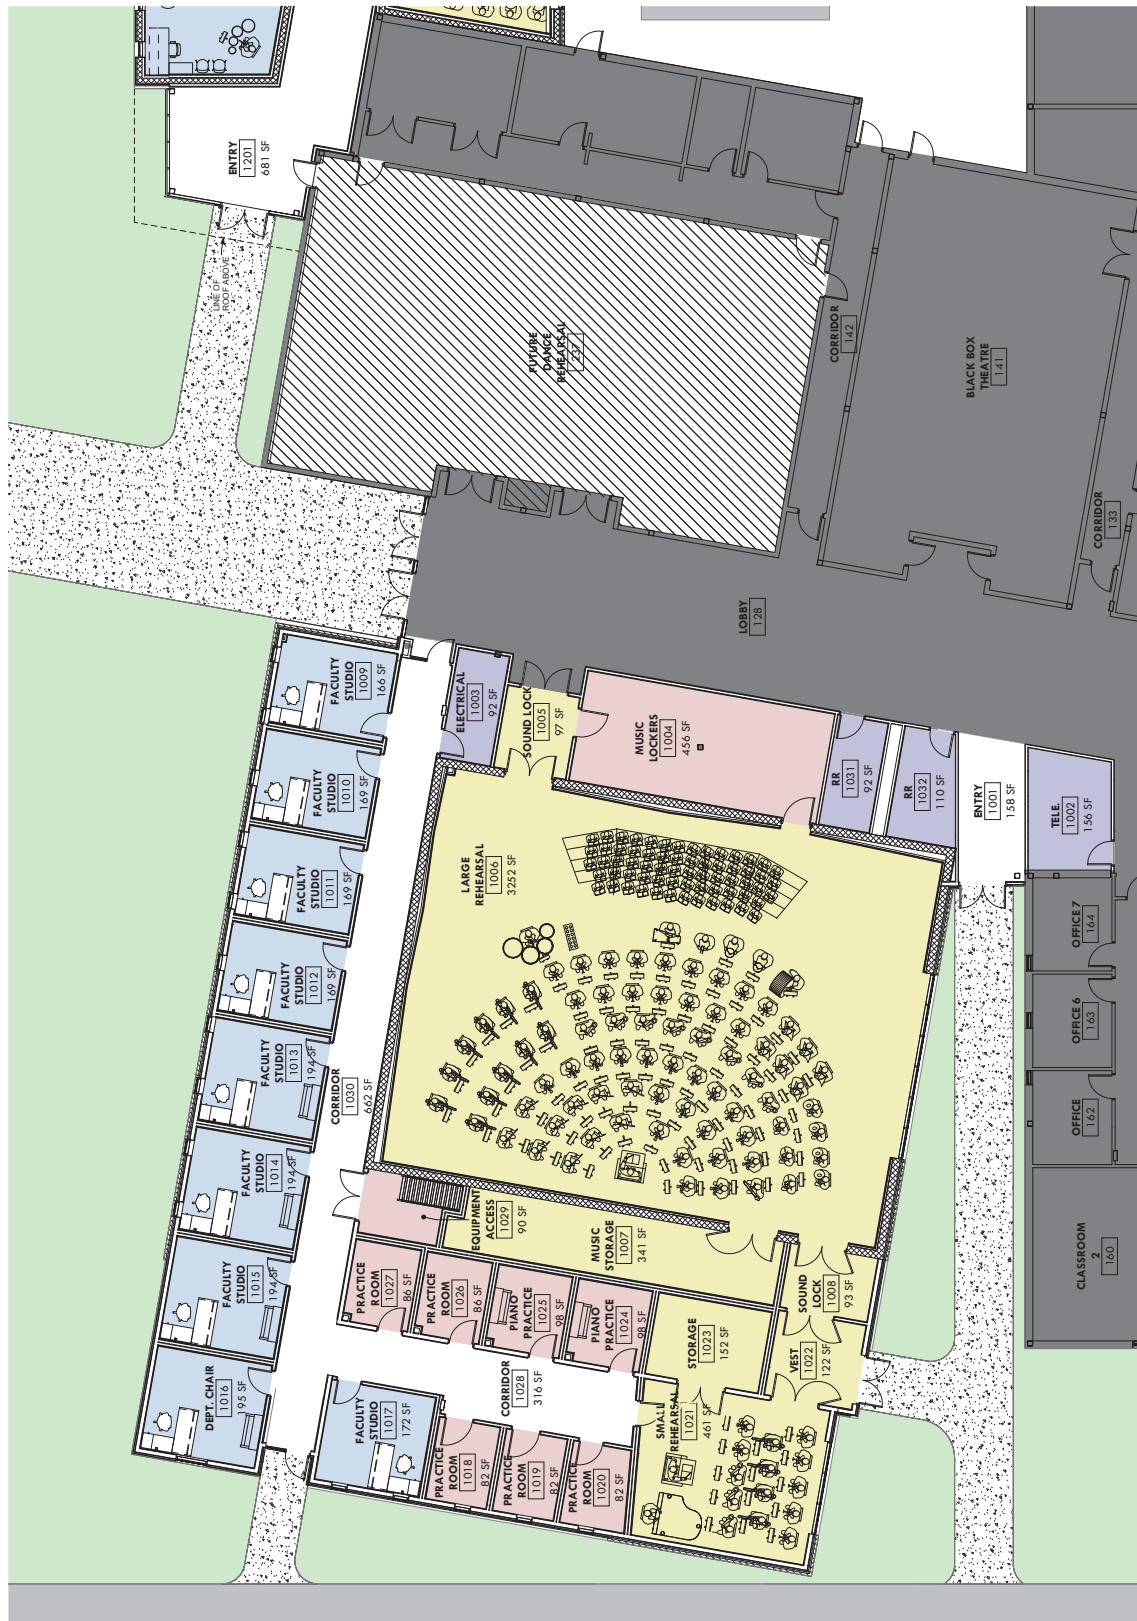 ENTRY
1201
681 SF
LINE OF
ROOF ABOVE
FUTURE
DANCE
REHEARSAL
237
CORRIDOR
142
BLACK BOX
THEATRE
141
CORRIDOR
133
LOBBY
128
FACULTY
STUDIO
1009
166 SF
FACULTY
STUDIO
1010
169 SF
FACULTY
STUDIO
1011
169 SF
FACULTY
STUDIO
1012
169 SF
FACULTY
STUDIO
1013
194 SF
FACULTY
STUDIO
1014
194 SF
FACULTY
STUDIO
1015
194 SF
DEPT. CHAIR
1016
195 SF
FACULTY
STUDIO
1017
172 SF
CORRIDOR
1030
662 SF
ELECTRICAL
1003
92 SF
SOUND LOCK
1005
97 SF
MUSIC
LOCKERS
1004
456 SF
RR
1031
92 SF
RR
1032
110 SF
ENTRY
1001
158 SF
TELE.
1002
156 SF
LARGE
REHEARSAL
1006
3252 SF
EQUIPMENT
ACCESS
1029
90 SF
MUSIC
STORAGE
1007
341 SF
SOUND
LOCK
1008
93 SF
PRACTICE
ROOM
1027
86 SF
PRACTICE
ROOM
1026
86 SF
PIANO
PRACTICE
1025
98 SF
PIANO
PRACTICE
1024
98 SF
STORAGE
1023
152 SF
VEST
1022
122 SF
CORRIDOR
1028
316 SF
PRACTICE
ROOM
1018
82 SF
PRACTICE
ROOM
1019
82 SF
PRACTICE
ROOM
1020
82 SF
SMALL
REHEARSAL
1021
461 SF
OFFICE 7
164
OFFICE 6
163
OFFICE
162
CLASSROOM
2
160